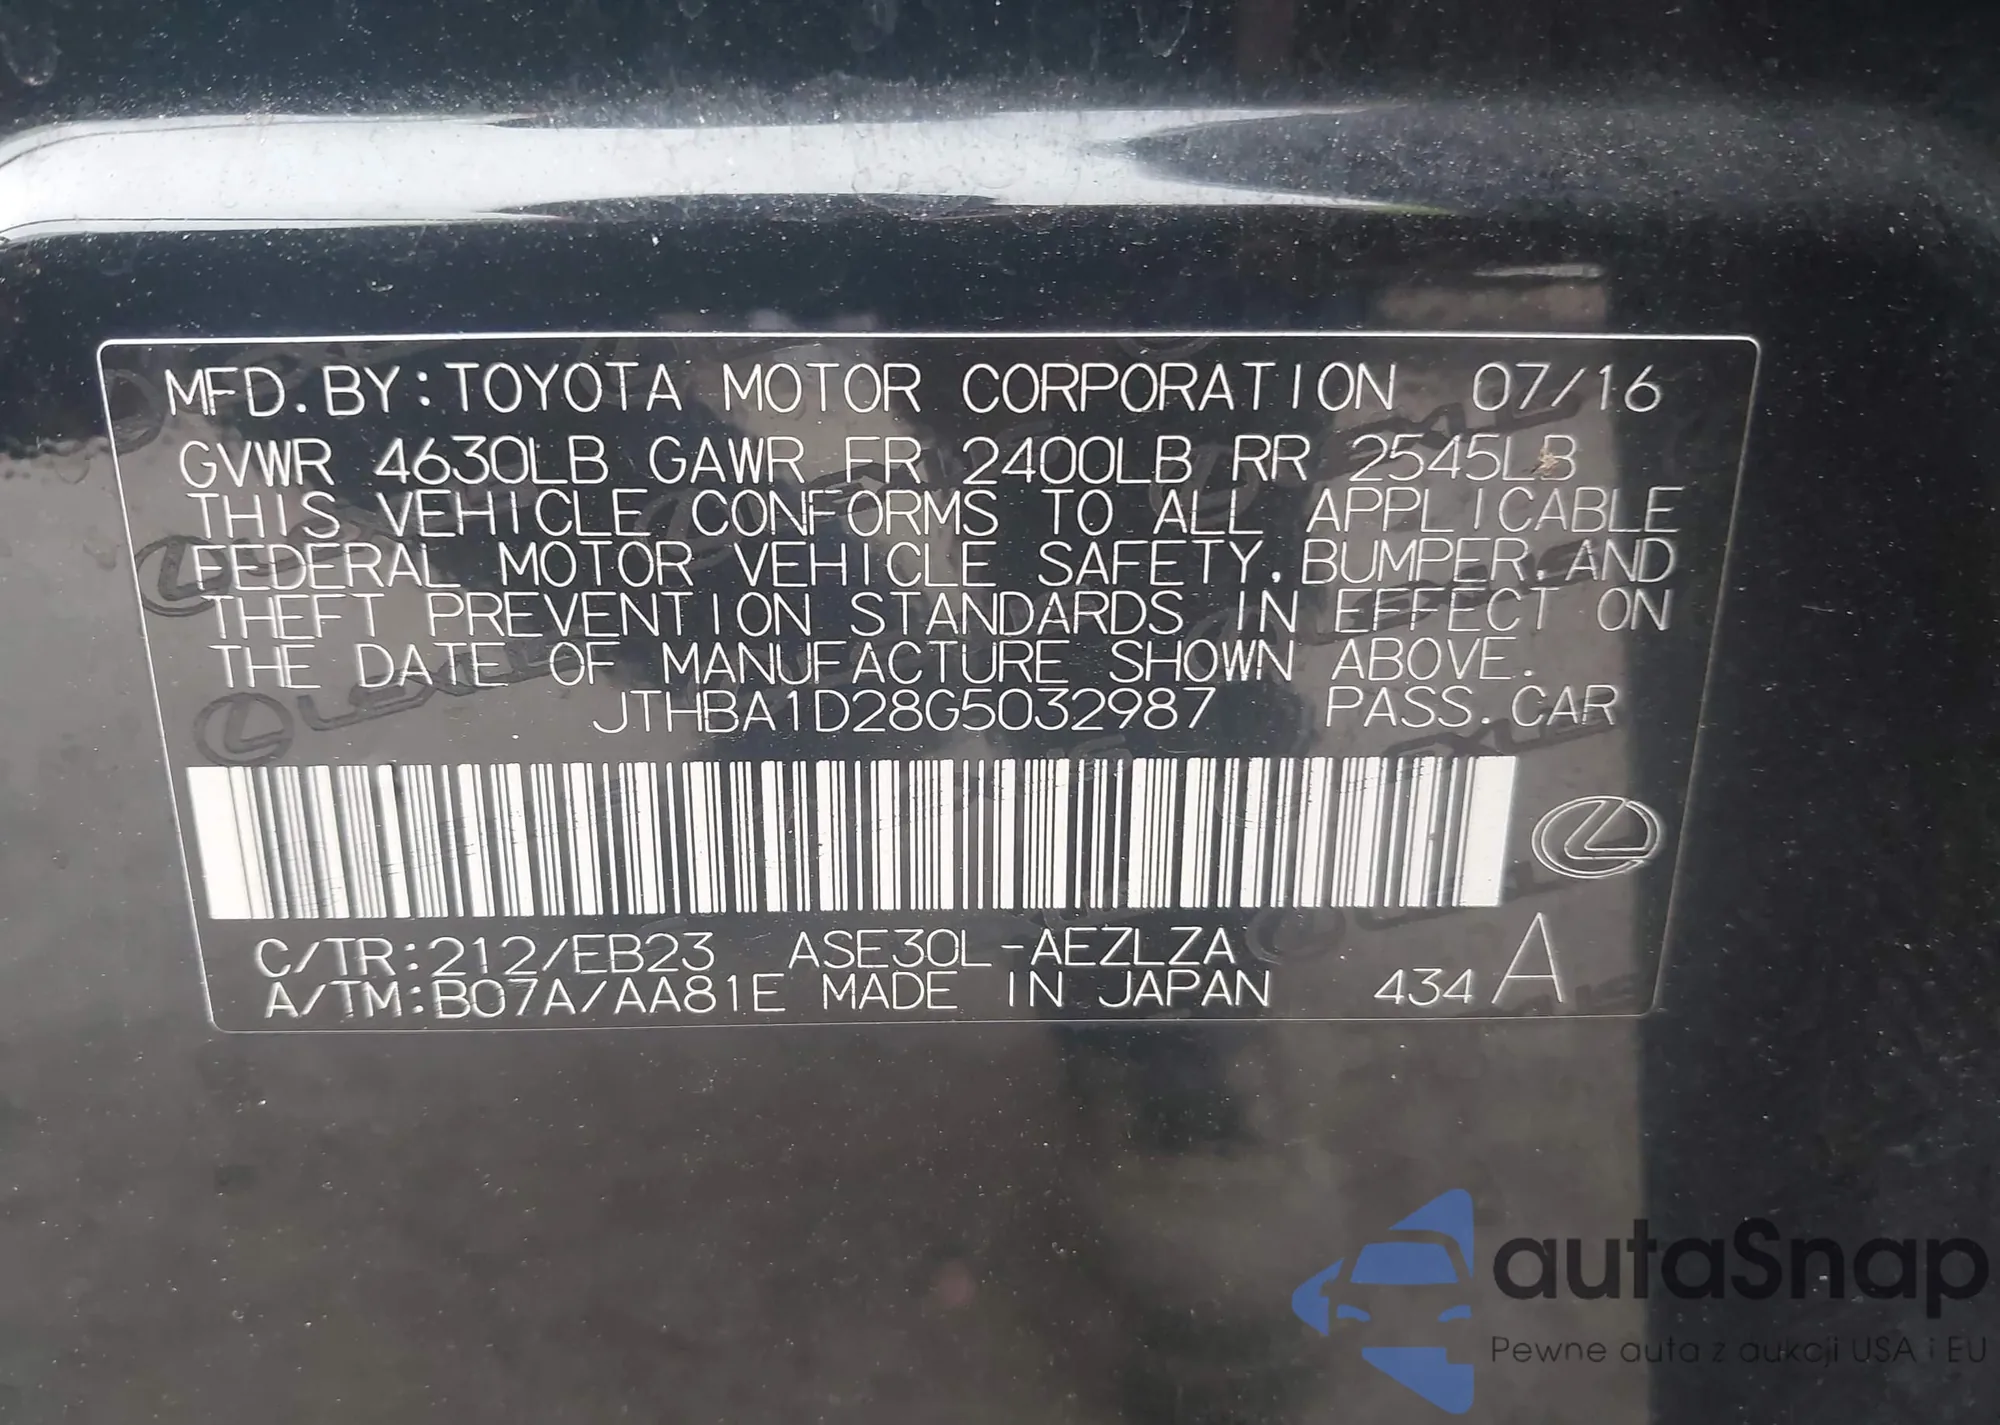 MFD. BY: TOYOTA MOTOR CORPORATION 07/16
GVWR 4630LB GAWR FR 2400LB RR 2545LB
THIS VEHICLE CONFORMS TO ALL APPLICABLE
FEDERAL MOTOR VEHICLE SAFETY, BUMPER, AND
THEFT PREVENTION STANDARDS IN EFFECT ON
THE DATE OF MANUFACTURE SHOWN ABOVE.
JTHBA1D28G5032987 PASS. CAR
C/TR: 212/EB23 ASE30L-AEZLZA
A/TM: B07A/AA81E MADE IN JAPAN 434 A
LEXUS
autaSnap
Pewne auta z aukcji USA i EU